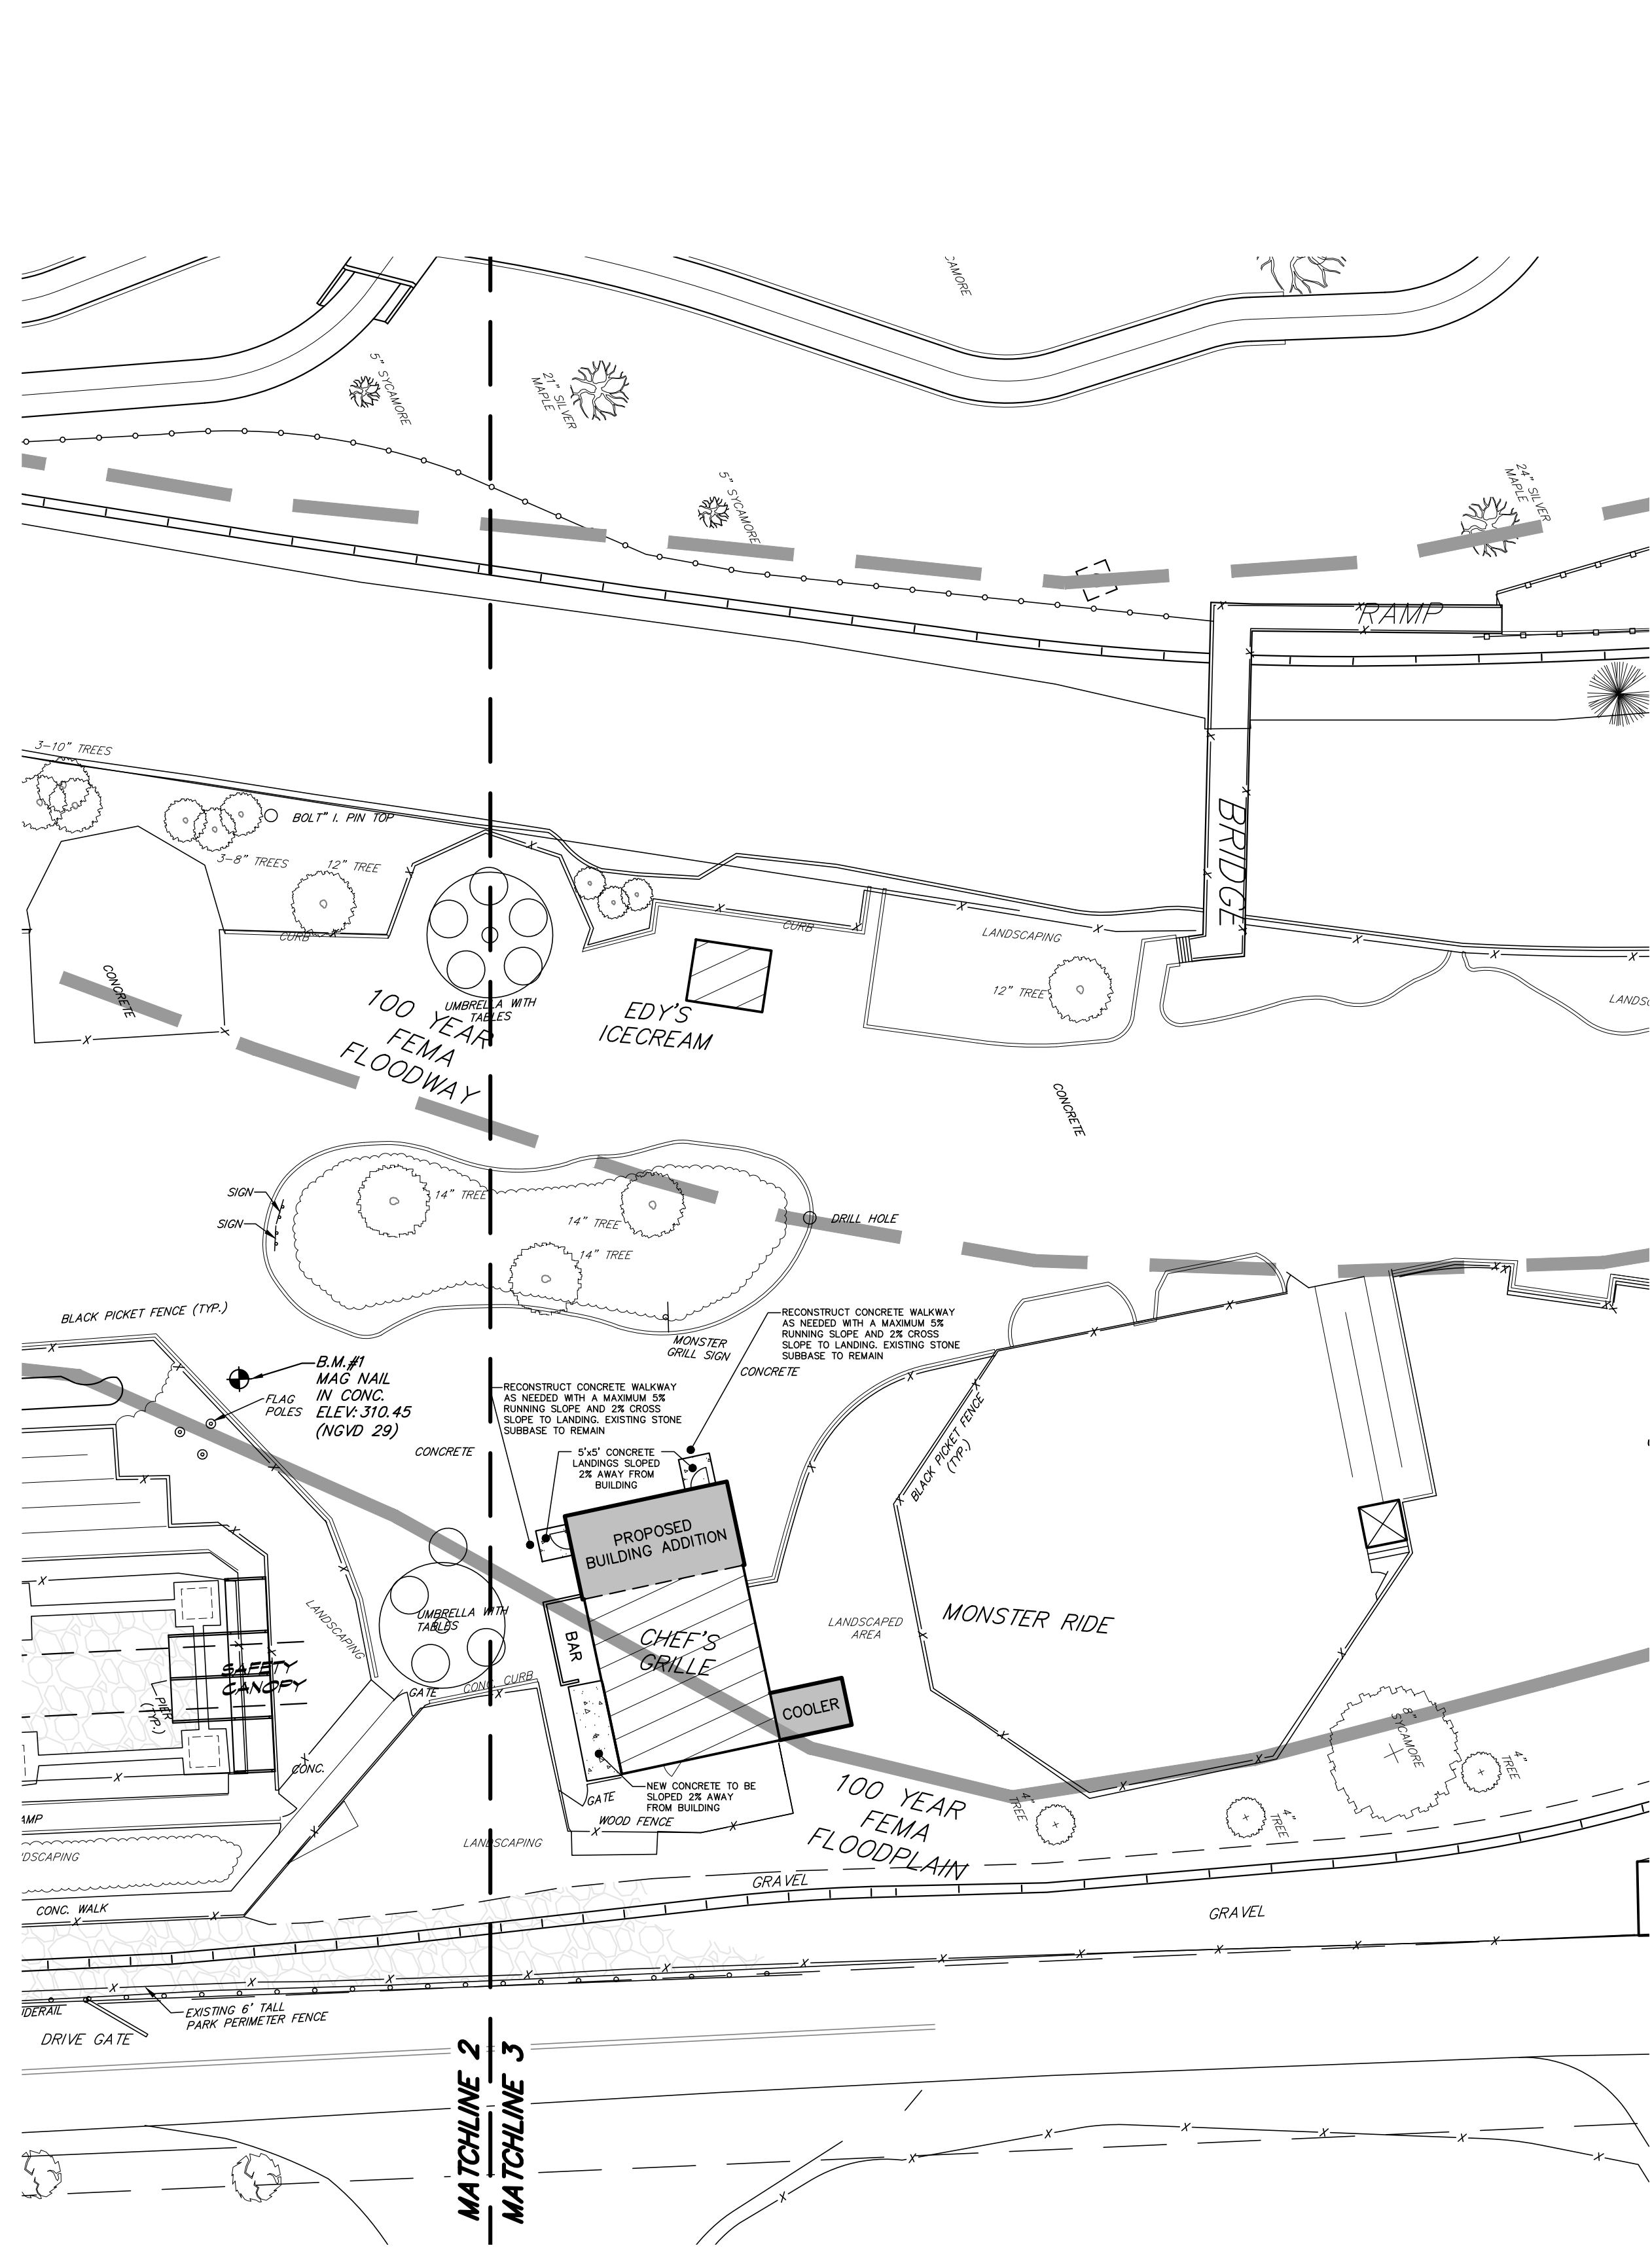 SYCAMORE
5" SYCAMORE
21" SILVER
MAPLE
5" SYCAMORE
24" SILVER
MAPLE
RAMP
3-10" TREES
BOLT" I. PIN TOP
3-8" TREES
12" TREE
CURB
CURB
BRIDGE
LANDSCAPING
CONCRETE
12" TREE
UMBRELLA WITH
TABLES
100 YEAR
FEMA
FLOODWAY
EDY'S
ICECREAM
CONCRETE
SIGN
SIGN
14" TREE
14" TREE
14" TREE
DRILL HOLE
BLACK PICKET FENCE (TYP.)
MONSTER
GRILL SIGN
RECONSTRUCT CONCRETE WALKWAY
AS NEEDED WITH A MAXIMUM 5%
RUNNING SLOPE AND 2% CROSS
SLOPE TO LANDING. EXISTING STONE
SUBBASE TO REMAIN
CONCRETE
B.M.#1
MAG NAIL
IN CONC.
ELEV: 310.45
(NGVD 29)
FLAG
POLES
RECONSTRUCT CONCRETE WALKWAY
AS NEEDED WITH A MAXIMUM 5%
RUNNING SLOPE AND 2% CROSS
SLOPE TO LANDING. EXISTING STONE
SUBBASE TO REMAIN
CONCRETE
5'x5' CONCRETE
LANDINGS SLOPED
2% AWAY FROM
BUILDING
BLACK PICKET FENCE
(TYP.)
PROPOSED
BUILDING ADDITION
LANDSCAPING
UMBRELLA WITH
TABLES
BAR
CHEF'S
GRILLE
LANDSCAPED
AREA
MONSTER RIDE
SAFETY
CANOPY
PIER
(TYP.)
GATE
CONC. CURB
COOLER
8"
SYCAMORE
4"
TREE
CONC.
NEW CONCRETE TO BE
SLOPED 2% AWAY
FROM BUILDING
GATE
WOOD FENCE
100 YEAR
FEMA
FLOODPLAIN
4"
TREE
4"
TREE
LANDSCAPING
GRAVEL
CONC. WALK
GRAVEL
EXISTING 6' TALL
PARK PERIMETER FENCE
DRIVE GATE
MATCHLINE 2
MATCHLINE 3